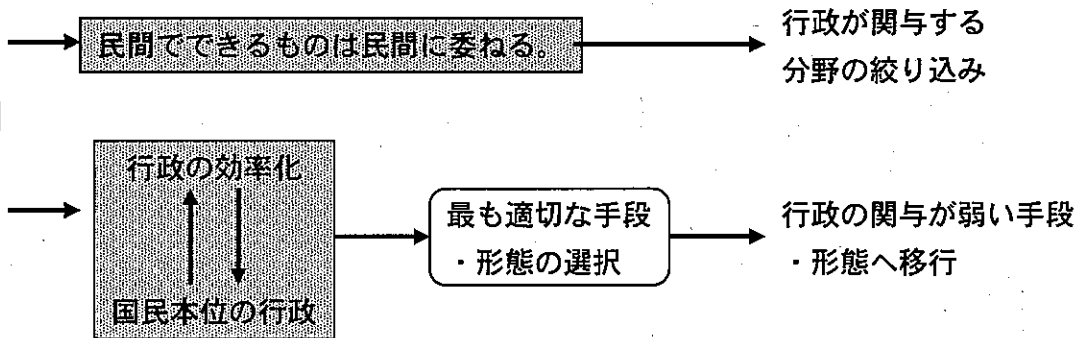 民間でできるものは民間に委ねる。
行政が関与する
分野の絞り込み
行政の効率化
国民本位の行政
最も適切な手段
・形態の選択
行政の関与が弱い手段
・形態へ移行